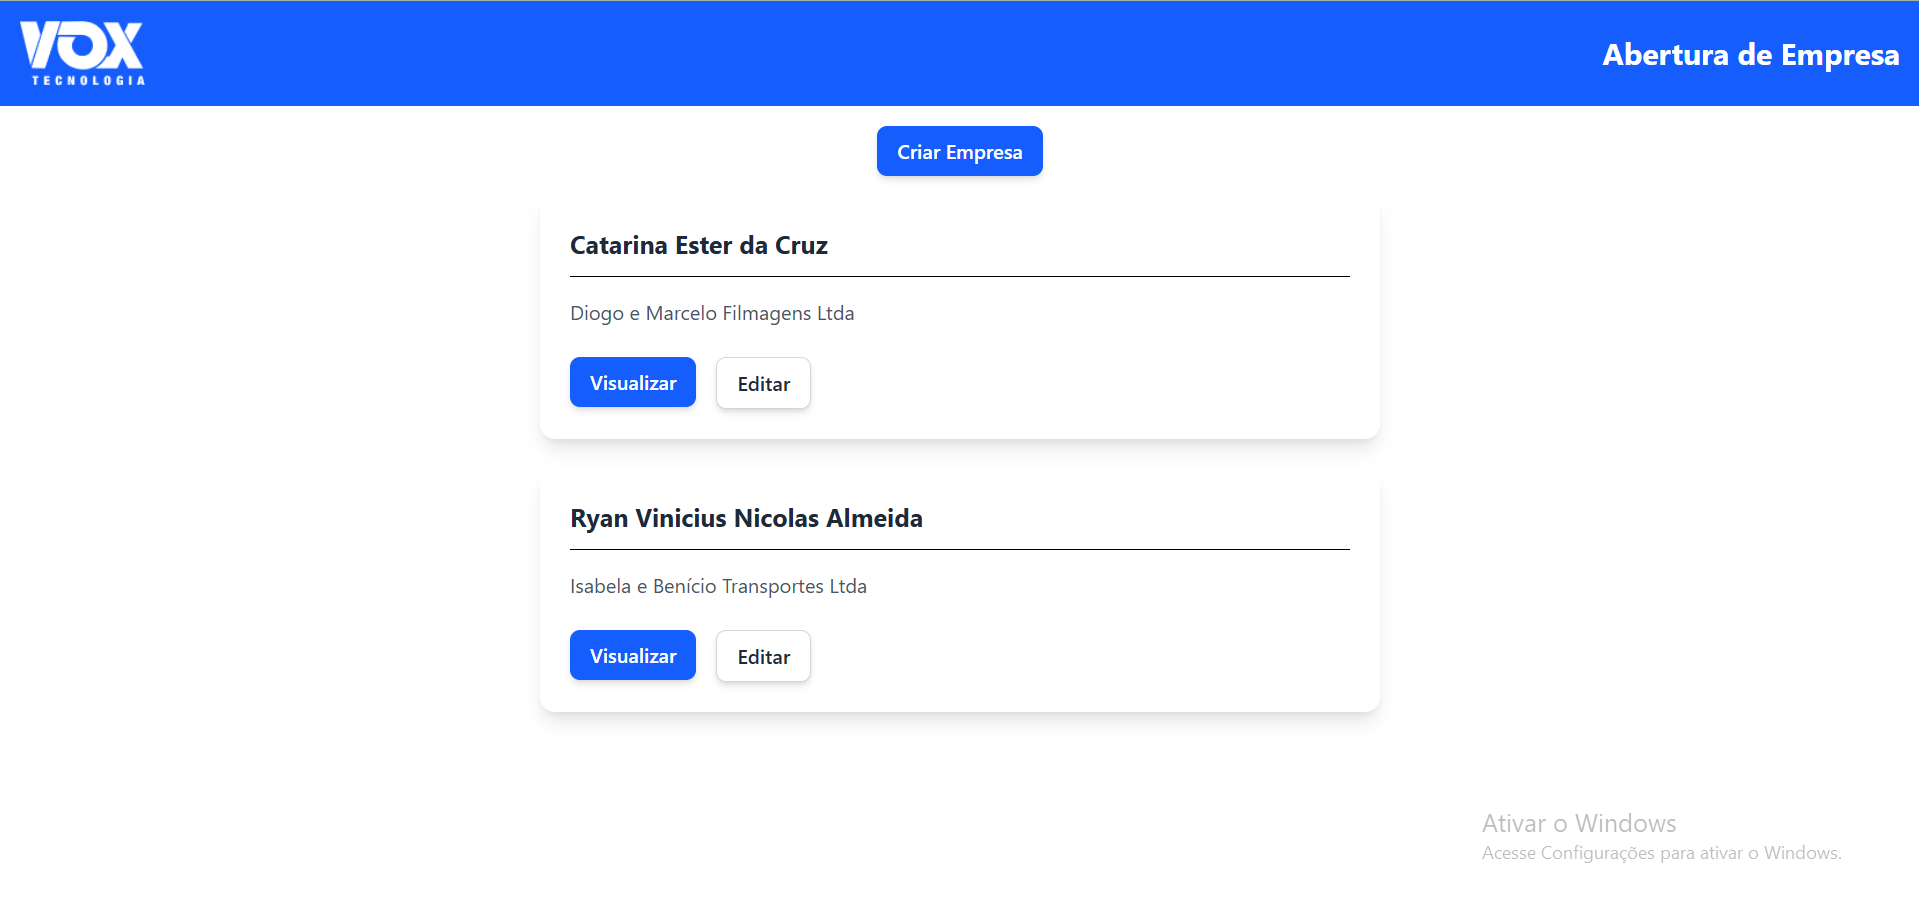 VOX
TECNOLOGIA
Abertura de Empresa
Criar Empresa
Catarina Ester da Cruz
Diogo e Marcelo Filmagens Ltda
Visualizar
Editar
Ryan Vinicius Nicolas Almeida
Isabela e Benício Transportes Ltda
Visualizar
Editar
Ativar o Windows
Acesse Configurações para ativar o Windows.